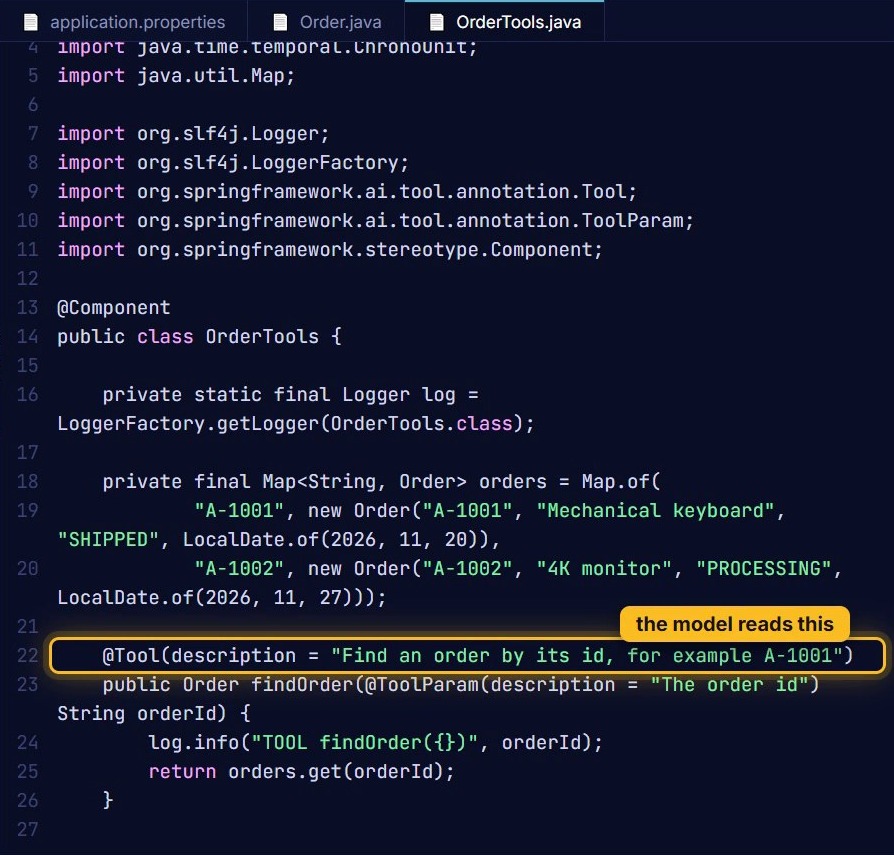 application.properties
Order.java
OrderTools.java
4 import java.time.temporal.ChronoUnit;
5 import java.util.Map;
6
7 import org.slf4j.Logger;
8 import org.slf4j.LoggerFactory;
9 import org.springframework.ai.tool.annotation.Tool;
10 import org.springframework.ai.tool.annotation.ToolParam;
11 import org.springframework.stereotype.Component;
12
13 @Component
14 public class OrderTools {
15
16     private static final Logger log =
LoggerFactory.getLogger(OrderTools.class);
17
18     private final Map<String, Order> orders = Map.of(
19             "A-1001", new Order("A-1001", "Mechanical keyboard",
"SHIPPED", LocalDate.of(2026, 11, 20)),
20             "A-1002", new Order("A-1002", "4K monitor", "PROCESSING",
LocalDate.of(2026, 11, 27)));
21
the model reads this
22     @Tool(description = "Find an order by its id, for example A-1001")
23     public Order findOrder(@ToolParam(description = "The order id")
String orderId) {
24         log.info("TOOL findOrder({})", orderId);
25         return orders.get(orderId);
26     }
27